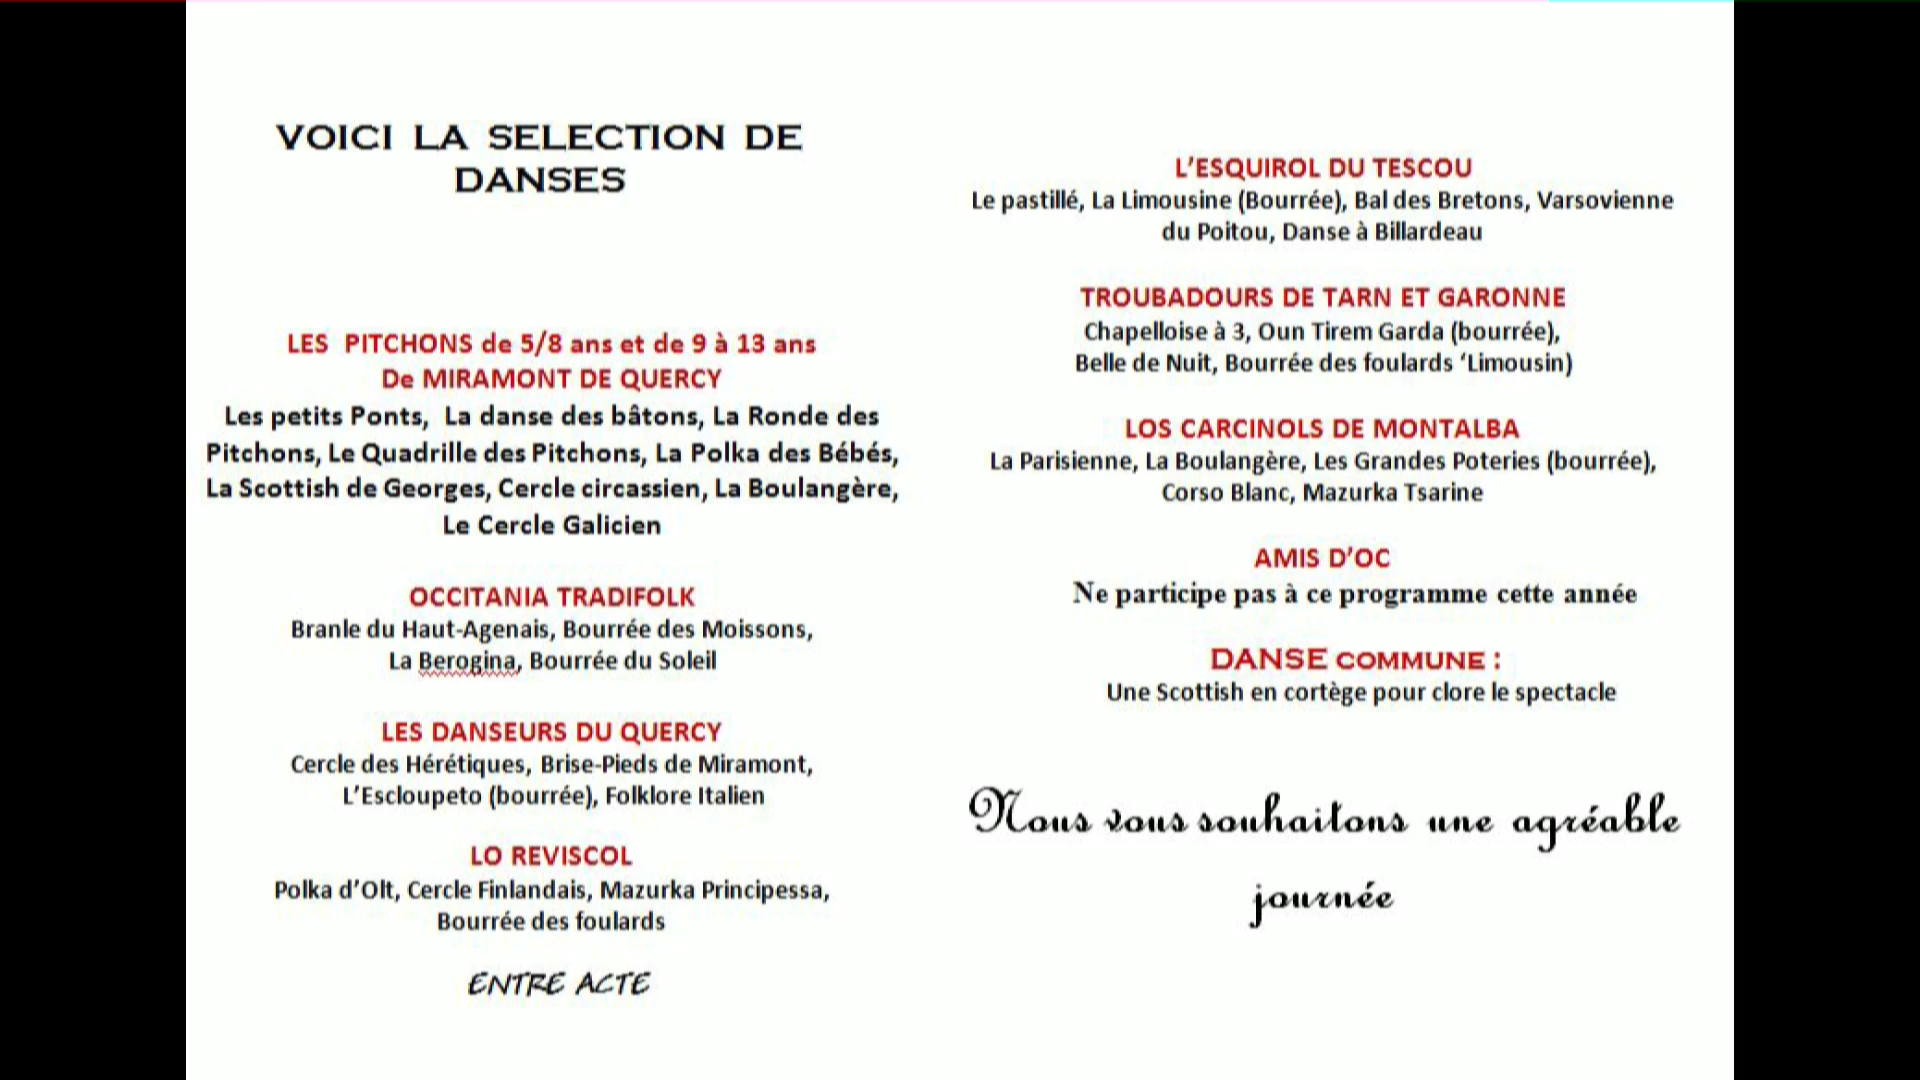 VOICI LA SELECTION DE
DANSES
LES PITCHONS de 5/8 ans et de 9 à 13 ans
De MIRAMONT DE QUERCY
Les petits Ponts, La danse des bâtons, La Ronde des
Pitchons, Le Quadrille des Pitchons, La Polka des Bébés,
La Scottish de Georges, Cercle circassien, La Boulangère,
Le Cercle Galicien
OCCITANIA TRADIFOLK
Branle du Haut-Agenais, Bourrée des Moissons,
La Berogina, Bourrée du Soleil
LES DANSEURS DU QUERCY
Cercle des Hérétiques, Brise-Pieds de Miramont,
L’Escloupeto (bourrée), Folklore Italien
LO REVISCOL
Polka d’Olt, Cercle Finlandais, Mazurka Principessa,
Bourrée des foulards
ENTRE ACTE
L’ESQUIROL DU TESCOU
Le pastillé, La Limousine (Bourrée), Bal des Bretons, Varsovienne
du Poitou, Danse à Billardeau
TROUBADOURS DE TARN ET GARONNE
Chapelloise à 3, Oun Tirem Garda (bourrée),
Belle de Nuit, Bourrée des foulards ‘Limousin)
LOS CARCINOLS DE MONTALBA
La Parisienne, La Boulangère, Les Grandes Poteries (bourrée),
Corso Blanc, Mazurka Tsarine
AMIS D’OC
Ne participe pas à ce programme cette année
DANSE COMMUNE :
Une Scottish en cortège pour clore le spectacle
Nous vous souhaitons une agréable
journée